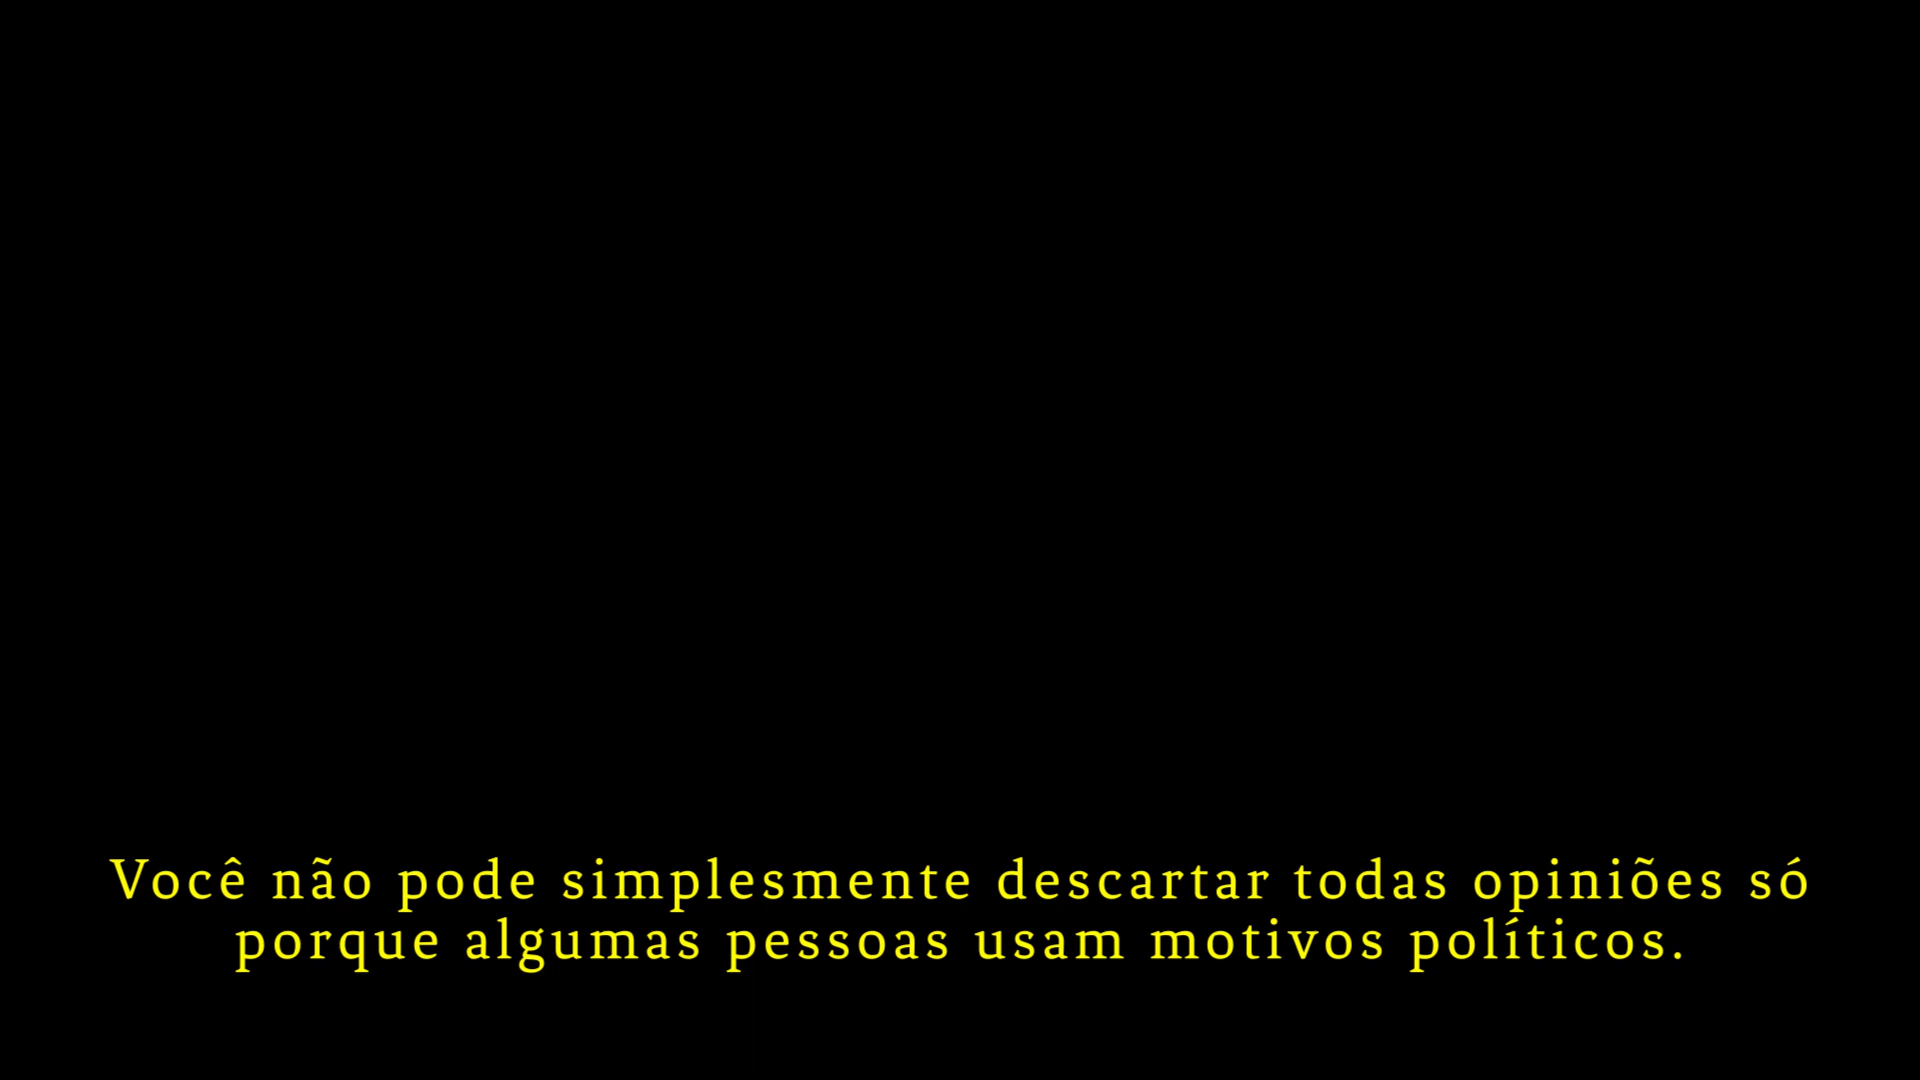 Você não pode simplesmente descartar todas opiniões só
porque algumas pessoas usam motivos políticos.